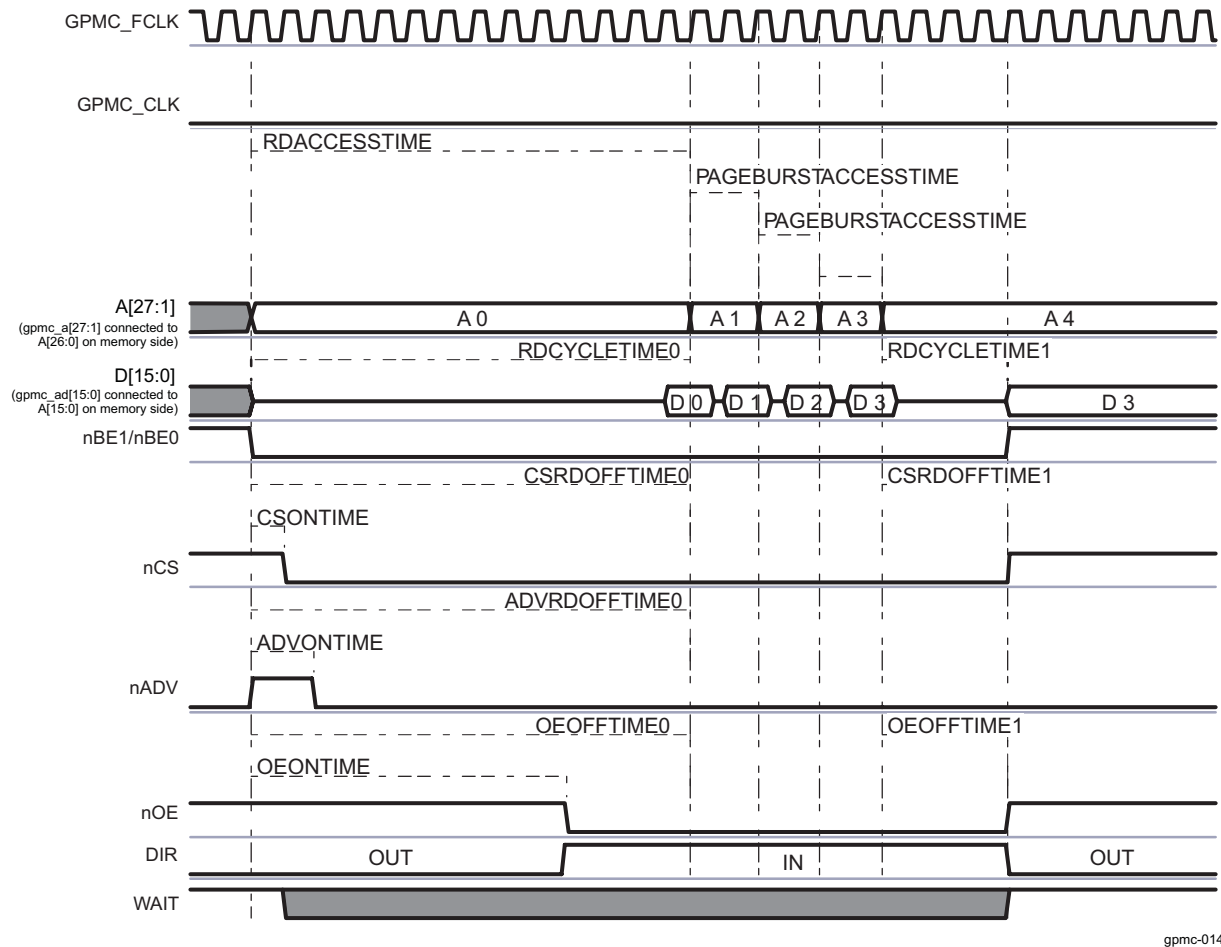 GPMC_FCLK
GPMC_CLK
RDACCESSTIME
PAGEBURSTACCESSTIME
PAGEBURSTACCESSTIME
A[27:1]
(gpmc_a[27:1] connected to
A[26:0] on memory side)
A 0 A 1 A 2 A 3 A 4
RDCYCLETIME0 RDCYCLETIME1
D[15:0]
(gpmc_ad[15:0] connected to
A[15:0] on memory side)
D 0 D 1 D 2 D 3 D 3
nBE1/nBE0
CSRDOFFTIME0 CSRDOFFTIME1
CSONTIME
nCS
ADVRDOFFTIME0
ADVONTIME
nADV
OEOFFTIME0 OEOFFTIME1
OEONTIME
nOE
DIR OUT IN OUT
WAIT
gpmc-014